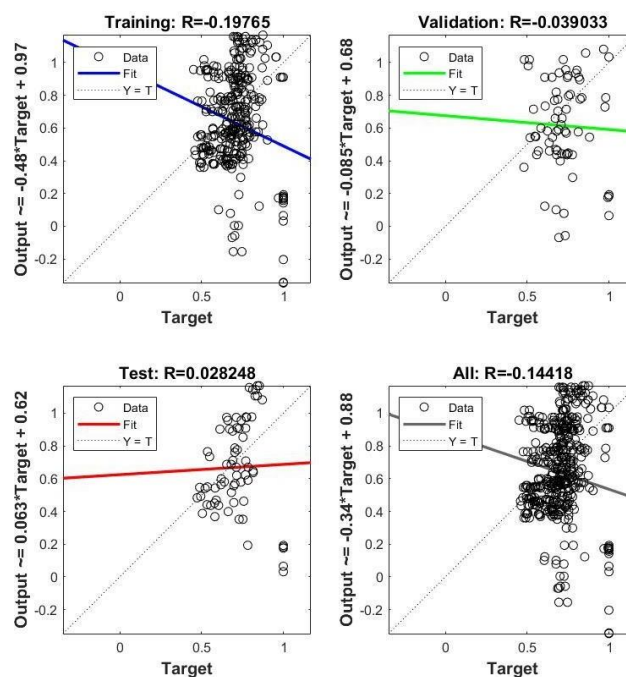 Training: R=-0.19765
Output ~= -0.48*Target + 0.97
1
0.8
0.6
0.4
0.2
0
-0.2
Data
Fit
Y = T
0 0.5 1
Target
Validation: R=-0.039033
Output ~= -0.085*Target + 0.68
1
0.8
0.6
0.4
0.2
0
-0.2
Data
Fit
Y = T
0 0.5 1
Target
Test: R=0.028248
Output ~= 0.063*Target + 0.62
1
0.8
0.6
0.4
0.2
0
-0.2
Data
Fit
Y = T
0 0.5 1
Target
All: R=-0.14418
Output ~= -0.34*Target + 0.88
1
0.8
0.6
0.4
0.2
0
-0.2
Data
Fit
Y = T
0 0.5 1
Target